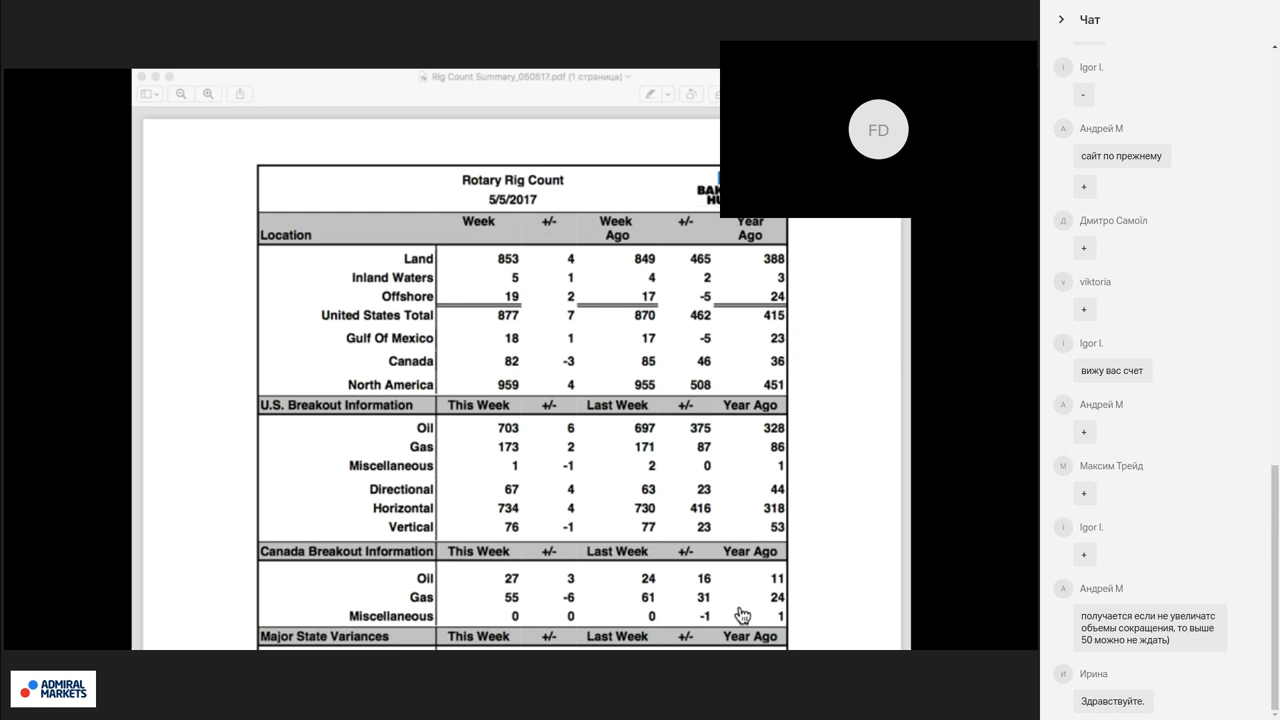 Rig Count Summary_050517.pdf (1 страница)
Rotary Rig Count
5/5/2017
Location Week +/- Week Ago +/- Year Ago
Land 853 4 849 465 388
Inland Waters 5 1 4 2 3
Offshore 19 2 17 -5 24
United States Total 877 7 870 462 415
Gulf Of Mexico 18 1 17 -5 23
Canada 82 -3 85 46 36
North America 959 4 955 508 451
U.S. Breakout Information This Week +/- Last Week +/- Year Ago
Oil 703 6 697 375 328
Gas 173 2 171 87 86
Miscellaneous 1 -1 2 0 1
Directional 67 4 63 23 44
Horizontal 734 4 730 416 318
Vertical 76 -1 77 23 53
Canada Breakout Information This Week +/- Last Week +/- Year Ago
Oil 27 3 24 16 11
Gas 55 -6 61 31 24
Miscellaneous 0 0 0 -1 1
Major State Variances This Week +/- Last Week +/- Year Ago
FD
ADMIRAL
MARKETS
Чат
I Igor I.
-
А Андрей М
сайт по прежнему
+
Д Дмитро Самоїл
+
v viktoria
+
I Igor I.
вижу вас счет
А Андрей М
+
М Максим Трейд
+
I Igor I.
+
А Андрей М
получается если не увеличатс
объемы сокращения, то выше
50 можно не ждать)
И Ирина
Здравствуйте.